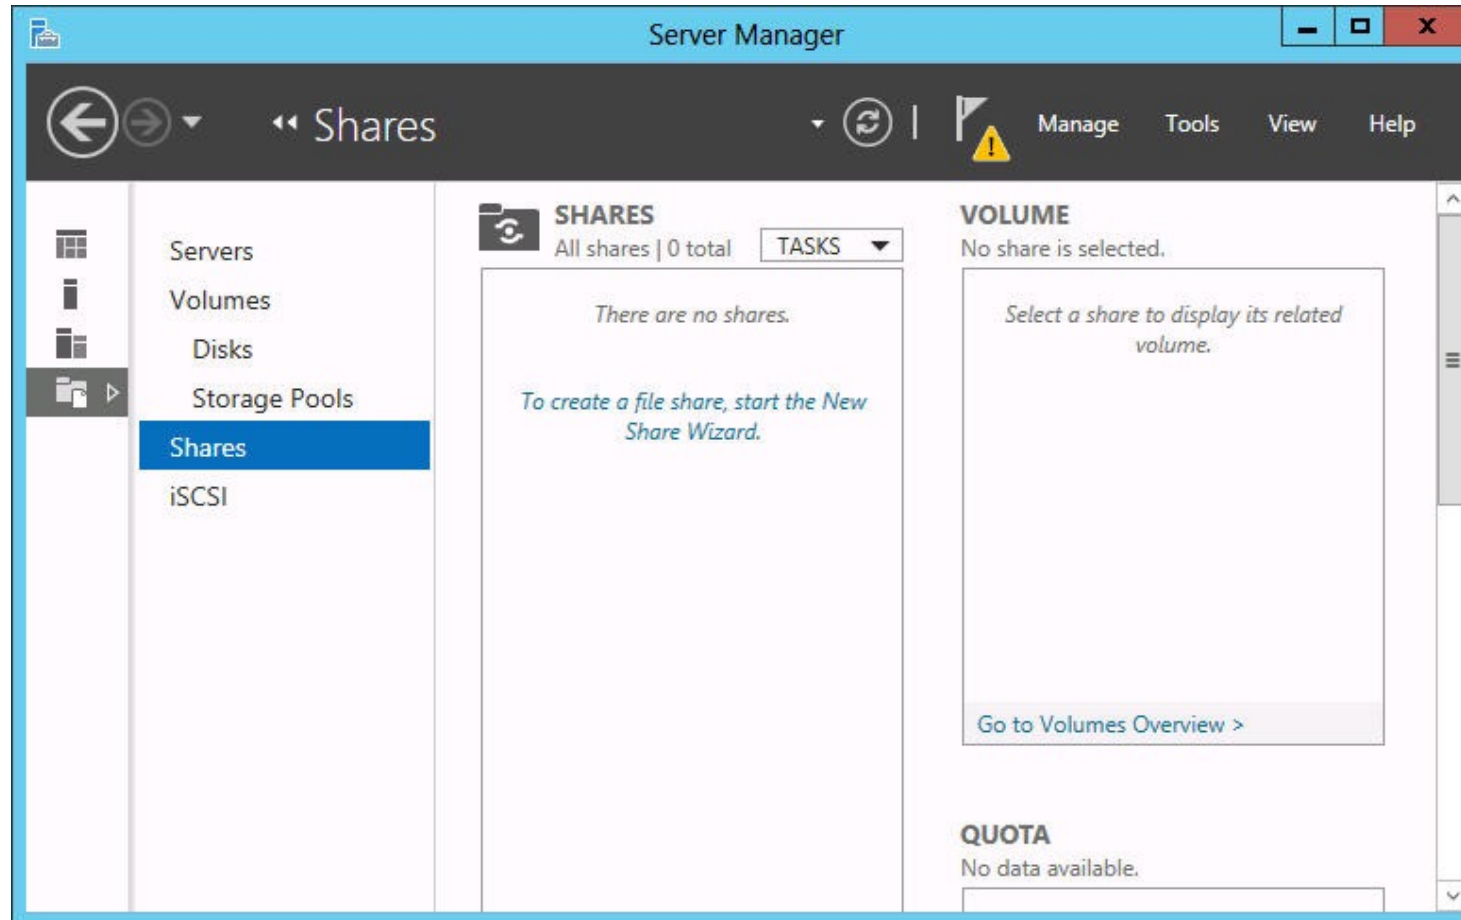 Server Manager
Shares
Manage Tools View Help
Servers
Volumes
Disks
Storage Pools
Shares
iSCSI
SHARES
All shares | 0 total
TASKS
There are no shares.
To create a file share, start the New
Share Wizard.
VOLUME
No share is selected.
Select a share to display its related
volume.
Go to Volumes Overview >
QUOTA
No data available.